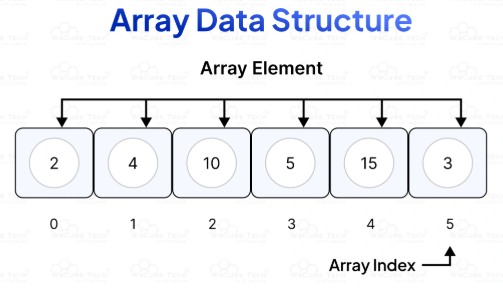 Array Data Structure
Array Element
2 4 10 5 15 3
0 1 2 3 4 5
Array Index